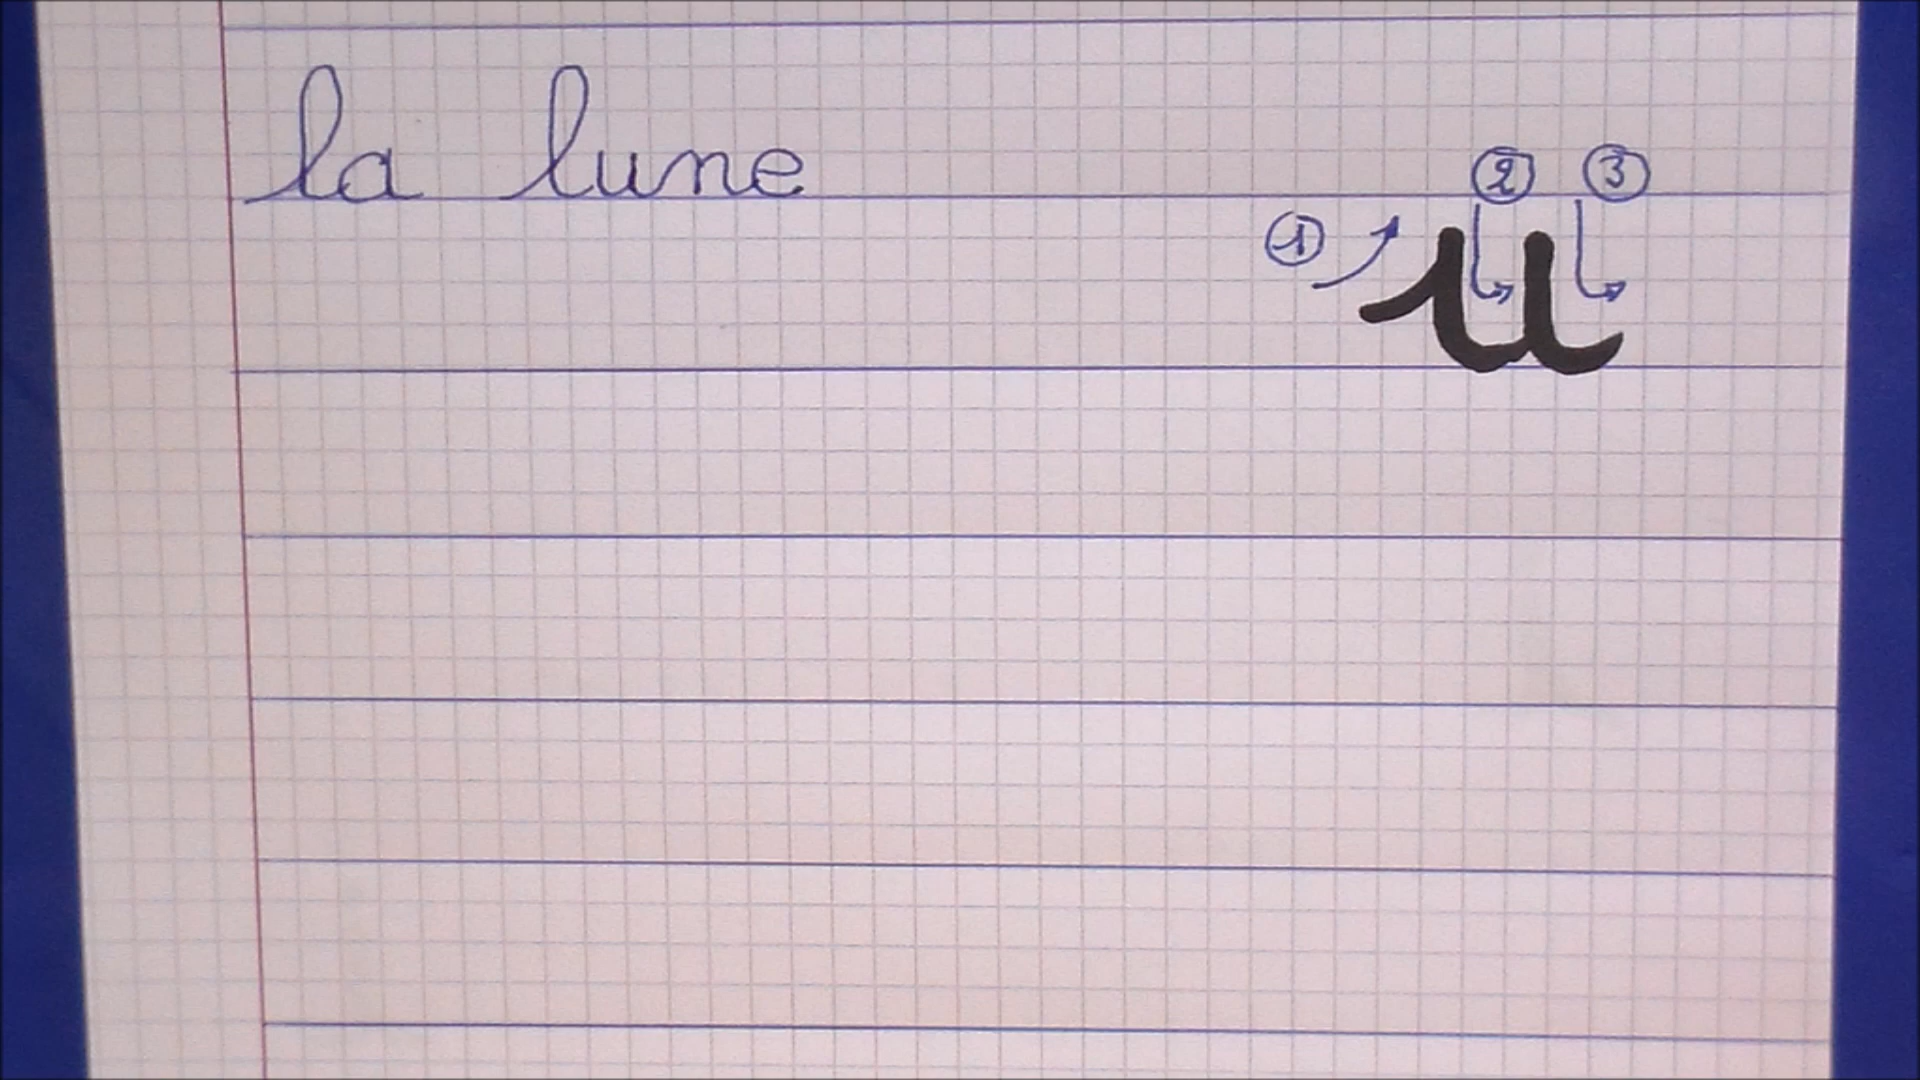 la lune
② ③
①
u